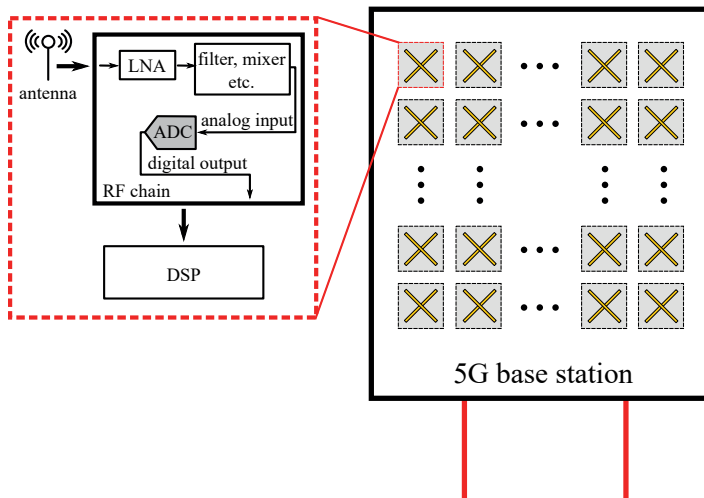 antenna
LNA
filter, mixer
etc.
analog input
ADC
digital output
RF chain
DSP
5G base station